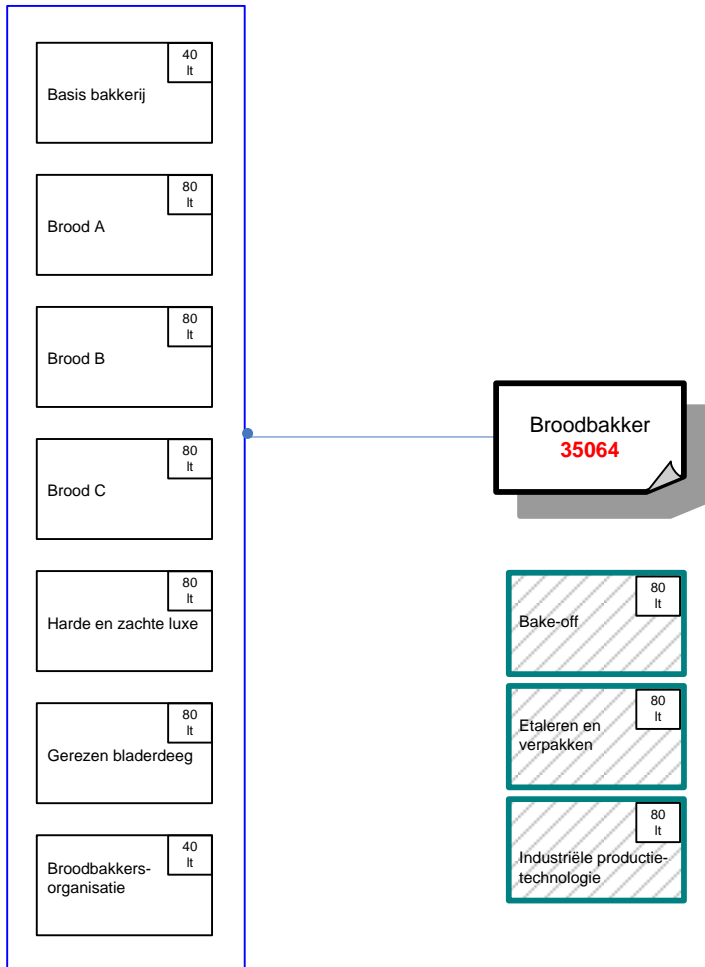 40
lt
Basis bakkerij
80
lt
Brood A
80
lt
Brood B
80
lt
Brood C
80
lt
Harde en zachte luxe
80
lt
Gerezen bladerdeeg
40
lt
Broodbakkers-
organisatie
Broodbakker
35064
80
lt
Bake-off
80
lt
Etaleren en
verpakken
80
lt
Industriële productie-
technologie